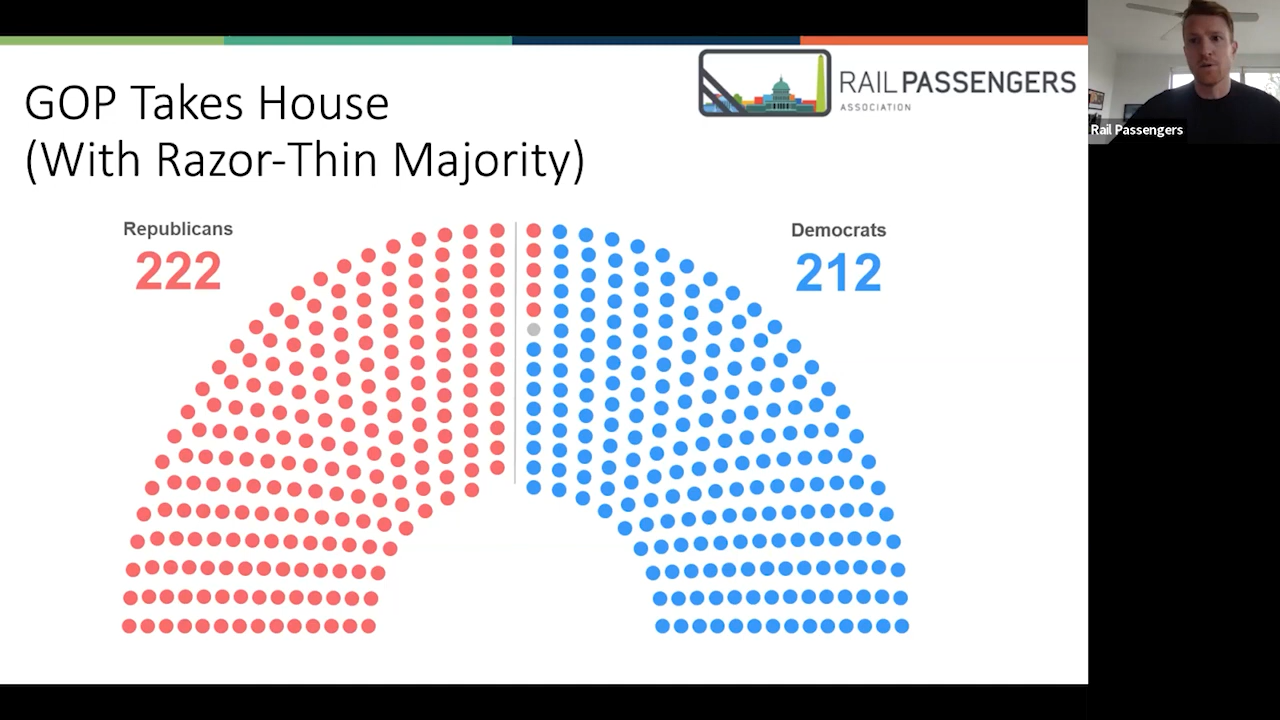 GOP Takes House
(With Razor-Thin Majority)
RAIL PASSENGERS
ASSOCIATION
Rail Passengers
Republicans
222
Democrats
212